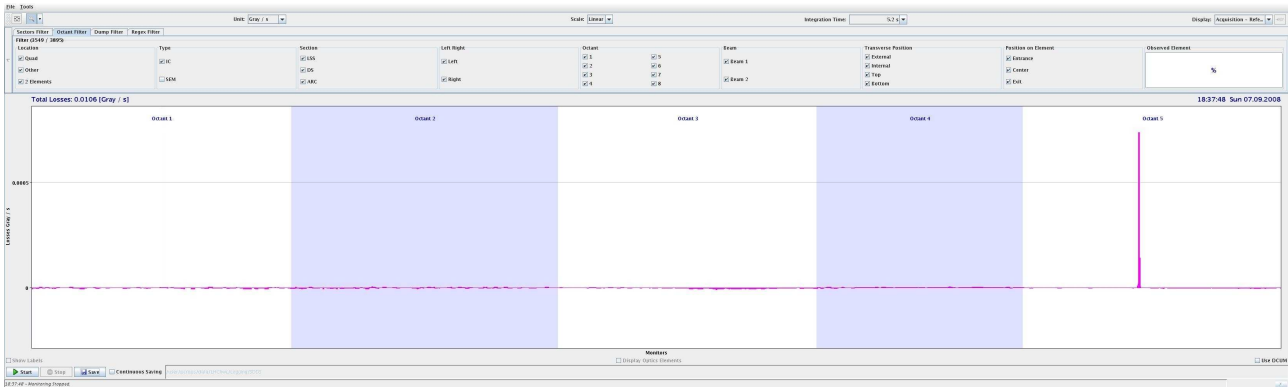 File Tools
Unit: Gray / s Scale: Linear Integration Time: 5.2 s Display: Acquisition - Refe..
Sectors Filter Octant Filter Dump Filter Regex Filter
Filter (3549 / 3895)
Location Type Section Left Right Octant Beam Transverse Position Position on Element Observed Element
Quad IC LSS Left 1 5 Beam 1 External Entrance %
Other DS 2 6 Internal Center
2 Elements SEM ARC Right 3 7 Beam 2 Top Exit
4 8 Bottom
Total Losses: 0.0106 [Gray / s] 18:37:48 Sun 07.09.2008
Octant 1 Octant 2 Octant 3 Octant 4 Octant 5
0.0005
Losses Gray / s
0
Monitors
Show Labels Display Optics Elements Use DCUM
Start Stop Save Continuous Saving
18:37:48 - Monitoring Stopped.